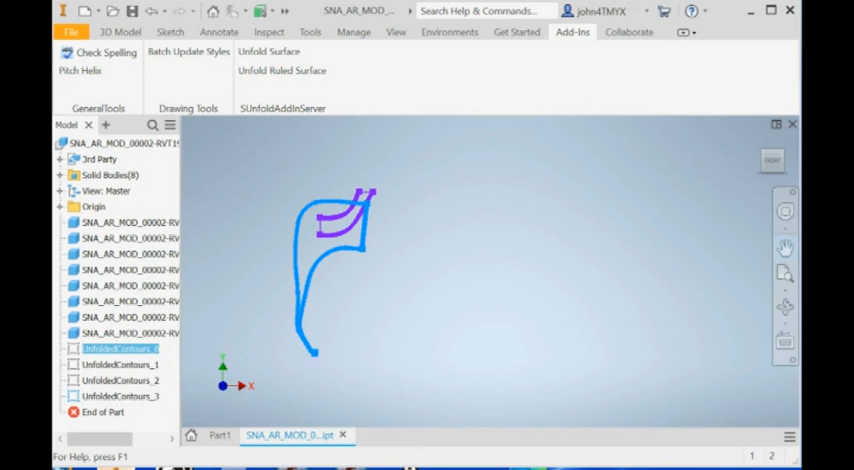 SNA_AR_MOD_... Search Help & Commands... john4TMYX
File 3D Model Sketch Annotate Inspect Tools Manage View Environments Get Started Add-Ins Collaborate
Check Spelling Batch Update Styles Unfold Surface
Pitch Helix Unfold Ruled Surface
GeneralTools Drawing Tools SUnfoldAddInServer
Model
FRONT
SNA_AR_MOD_00002-RVT19
3rd Party
Solid Bodies(8)
View: Master
Origin
SNA_AR_MOD_00002-RV
SNA_AR_MOD_00002-RV
SNA_AR_MOD_00002-RV
SNA_AR_MOD_00002-RV
SNA_AR_MOD_00002-RV
SNA_AR_MOD_00002-RV
SNA_AR_MOD_00002-RV
SNA_AR_MOD_00002-RV
UnfoldedContours_0
UnfoldedContours_1
UnfoldedContours_2
UnfoldedContours_3
End of Part
Y
X
Part1 SNA_AR_MOD_0...ipt
For Help, press F1 1 2